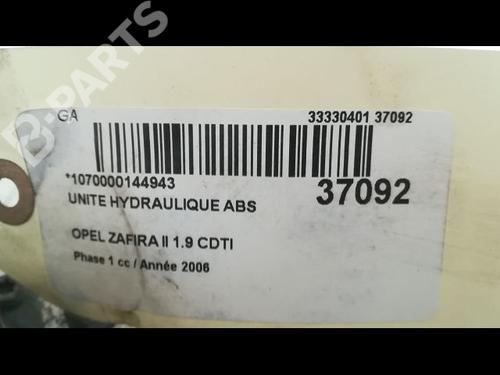 B-PARTS
GA
33330401 37092
*1070000144943
37092
UNITE HYDRAULIQUE ABS
OPEL ZAFIRA II 1.9 CDTI
Phase 1 cc / Année 2006